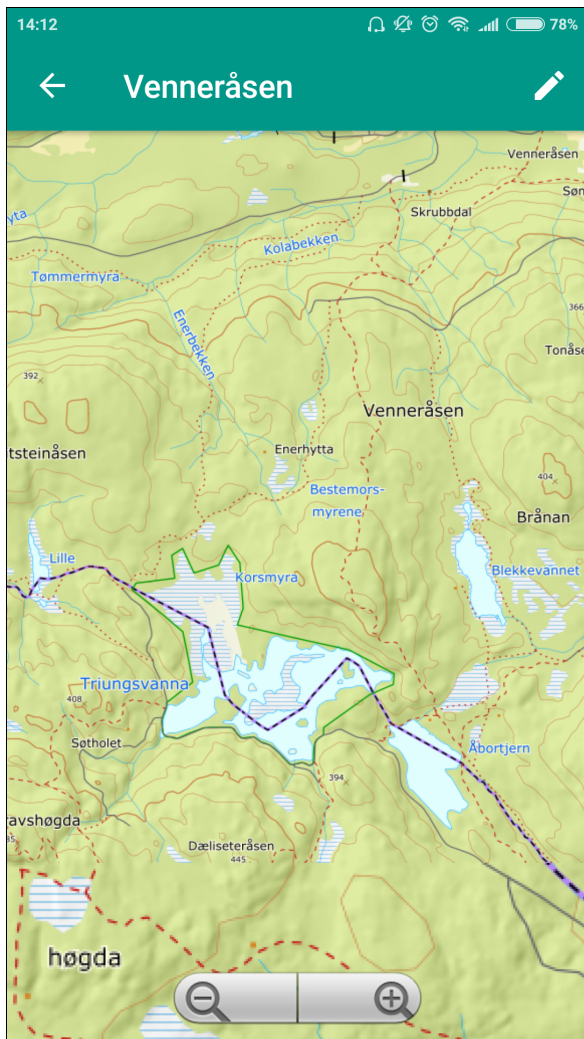 14:12
78%
Venneråsen
Venneråsen
Skrubbdal
Kolabekken
Tømmermyra
Enerbekken
366
Tonåse
392
Venneråsen
tsteinåsen
Enerhytta
404
Bestemors-
myrene
Brånan
Lille
Blekkevannet
Korsmyra
Triungsvanna
408
Søtholet
Åbortjern
394
avshøgda
Dæliseteråsen
445
høgda